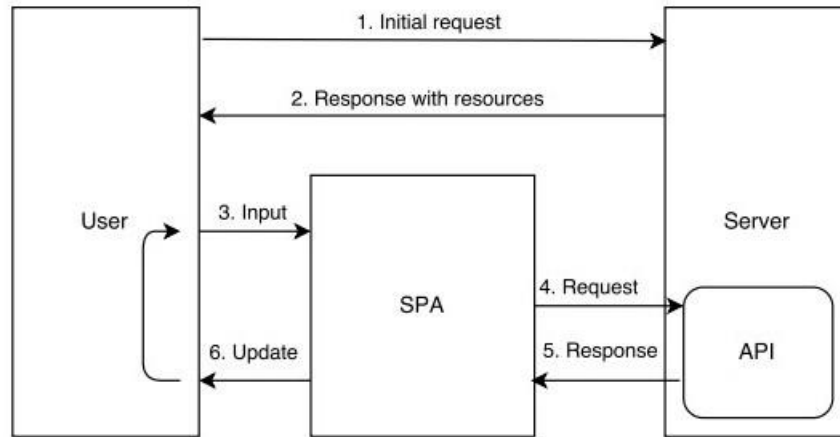 1. Initial request
2. Response with resources
3. Input
User
Server
4. Request
SPA
6. Update
5. Response
API